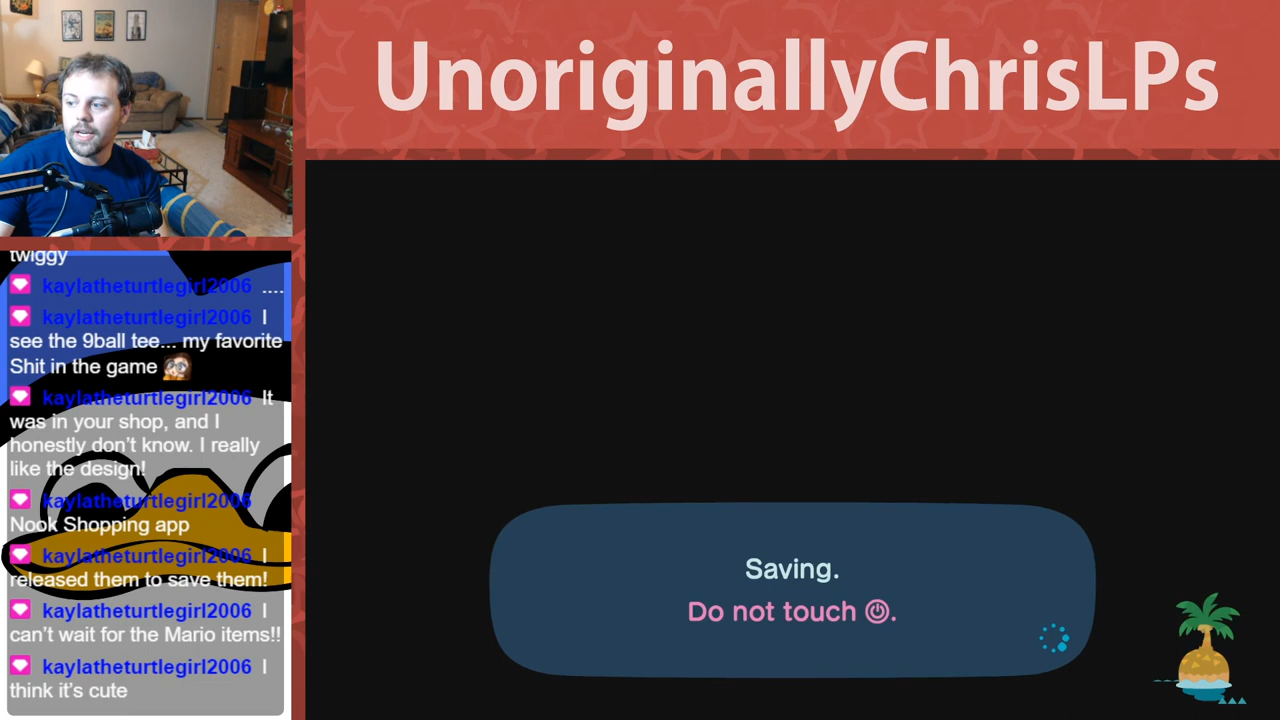 UnoriginallyChrisLPs
twiggy
kaylatheturtlegirl2006 ....
kaylatheturtlegirl2006 I
see the 9ball tee... my favorite
Shit in the game
kaylatheturtlegirl2006 It
was in your shop, and I
honestly don't know. I really
like the design!
kaylatheturtlegirl2006
Nook Shopping app
kaylatheturtlegirl2006 I
released them to save them!
kaylatheturtlegirl2006 I
can't wait for the Mario items!!
kaylatheturtlegirl2006 I
think it's cute
Saving.
Do not touch .